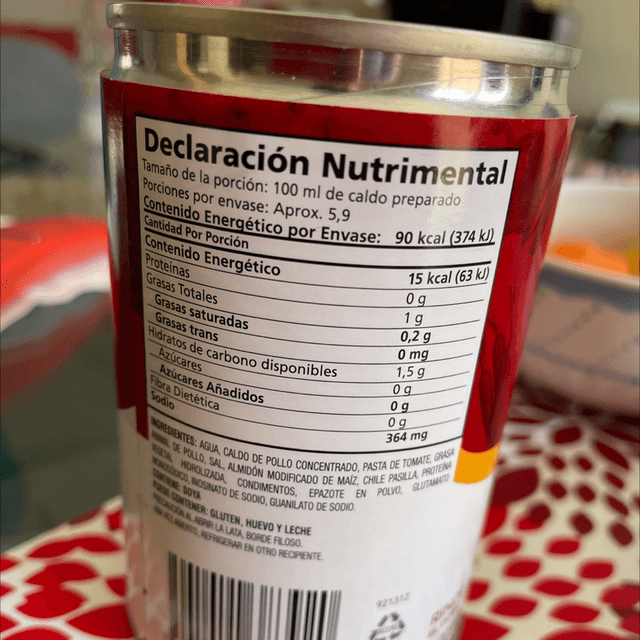 Declaración Nutrimental
Tamaño de la porción: 100 ml de caldo preparado
Porciones por envase: Aprox. 5,9
Contenido Energético por Envase: 90 kcal (374 kJ)
Cantidad Por Porción
Contenido Energético 15 kcal (63 kJ)
Proteínas 0 g
Grasas Totales 1 g
Grasas saturadas 0,2 g
Grasas trans 0 mg
Hidratos de carbono disponibles 1,5 g
Azúcares 0 g
Azúcares Añadidos 0 g
Fibra Dietética 0 g
Sodio 364 mg
INGREDIENTES: AGUA, CALDO DE POLLO CONCENTRADO, PASTA DE TOMATE, GRASA
DE POLLO, SAL, ALMIDÓN MODIFICADO DE MAÍZ, CHILE PASILLA, PROTEÍNA
HIDROLIZADA, CONDIMENTOS, EPAZOTE EN POLVO, GLUTAMATO
MONOSÓDICO, INOSINATO DE SODIO, GUANILATO DE SODIO.
CONTIENE: SOYA
PUEDE CONTENER: GLUTEN, HUEVO Y LECHE
AL ABRIR LA LATA, BORDE FILOSO.
ABIERTO, REFRIGERAR EN OTRO RECIPIENTE.
921312